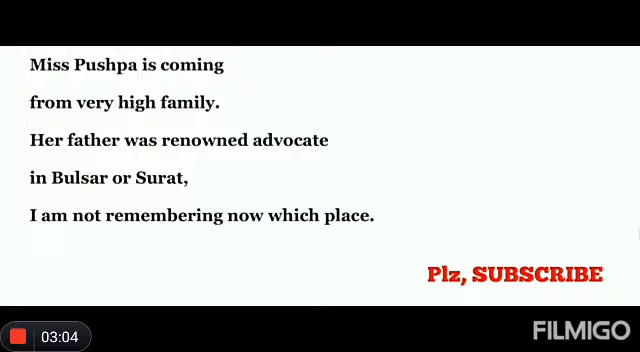 Miss Pushpa is coming
from very high family.
Her father was renowned advocate
in Bulsar or Surat,
I am not remembering now which place.
Plz, SUBSCRIBE
03:04
FILMIGO